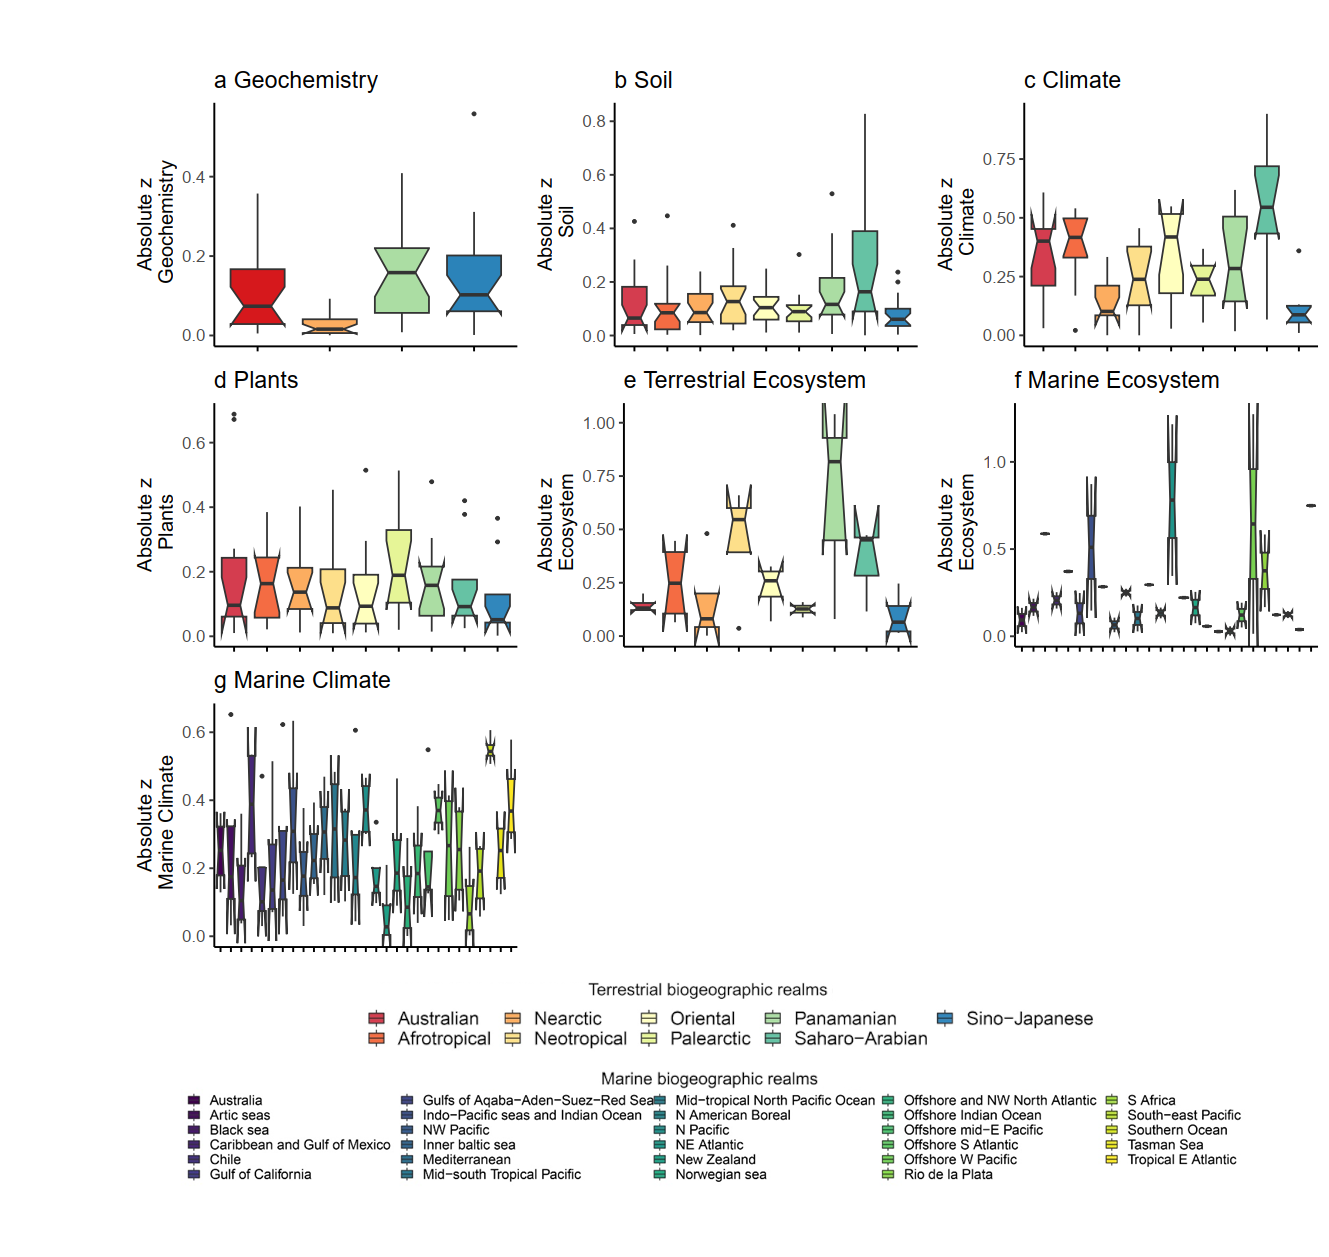 a Geochemistry
Absolute z
Geochemistry
0.4
0.2
0.0
b Soil
Absolute z
Soil
0.8
0.6
0.4
0.2
0.0
c Climate
Absolute z
Climate
0.75
0.50
0.25
0.00
d Plants
Absolute z
Plants
0.6
0.4
0.2
0.0
e Terrestrial Ecosystem
Absolute z
Ecosystem
1.00
0.75
0.50
0.25
0.00
f Marine Ecosystem
Absolute z
Ecosystem
1.0
0.5
0.0
g Marine Climate
Absolute z
Marine Climate
0.6
0.4
0.2
0.0
Terrestrial biogeographic realms
Australian Nearctic Oriental Panamanian Sino−Japanese
Afrotropical Neotropical Palearctic Saharo−Arabian
Marine biogeographic realms
Australia Gulfs of Aqaba−Aden−Suez−Red Sea Mid−tropical North Pacific Ocean Offshore and NW North Atlantic S Africa
Artic seas Indo−Pacific seas and Indian Ocean N American Boreal Offshore Indian Ocean South−east Pacific
Black sea NW Pacific N Pacific Offshore mid−E Pacific Southern Ocean
Caribbean and Gulf of Mexico Inner baltic sea NE Atlantic Offshore S Atlantic Tasman Sea
Chile Mediterranean New Zealand Offshore W Pacific Tropical E Atlantic
Gulf of California Mid−south Tropical Pacific Norwegian sea Rio de la Plata